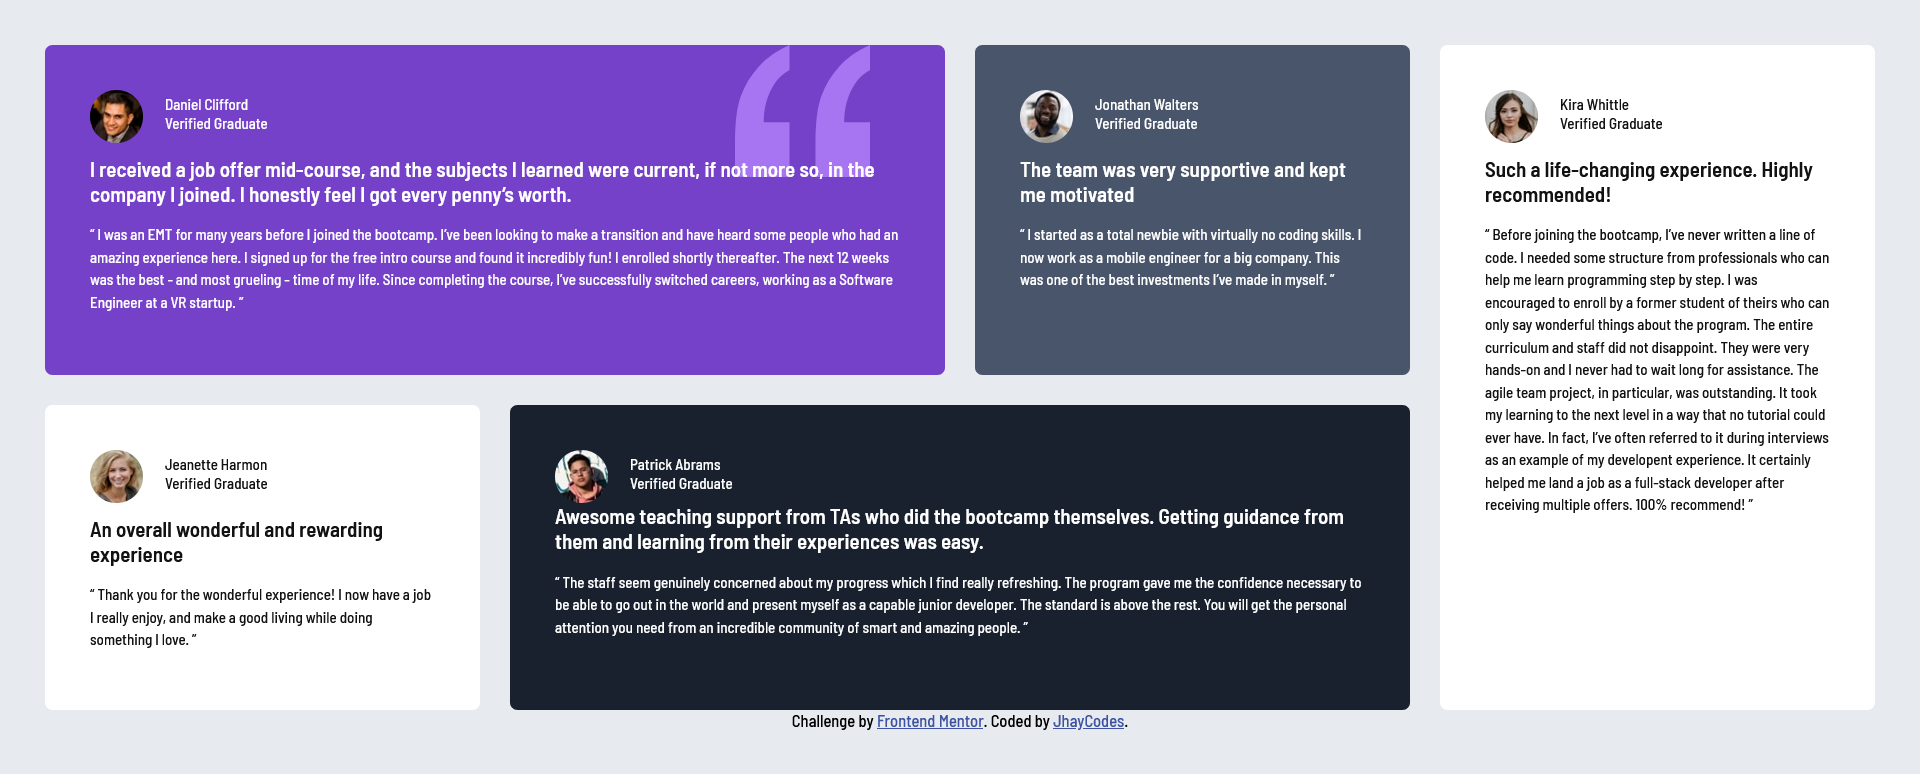 Daniel Clifford
Verified Graduate
I received a job offer mid-course, and the subjects I learned were current, if not more so, in the
company I joined. I honestly feel I got every penny’s worth.
“ I was an EMT for many years before I joined the bootcamp. I’ve been looking to make a transition and have heard some people who had an
amazing experience here. I signed up for the free intro course and found it incredibly fun! I enrolled shortly thereafter. The next 12 weeks
was the best - and most grueling - time of my life. Since completing the course, I’ve successfully switched careers, working as a Software
Engineer at a VR startup. ”
Jonathan Walters
Verified Graduate
The team was very supportive and kept
me motivated
“ I started as a total newbie with virtually no coding skills. I
now work as a mobile engineer for a big company. This
was one of the best investments I’ve made in myself. ”
Kira Whittle
Verified Graduate
Such a life-changing experience. Highly
recommended!
“ Before joining the bootcamp, I’ve never written a line of
code. I needed some structure from professionals who can
help me learn programming step by step. I was
encouraged to enroll by a former student of theirs who can
only say wonderful things about the program. The entire
curriculum and staff did not disappoint. They were very
hands-on and I never had to wait long for assistance. The
agile team project, in particular, was outstanding. It took
my learning to the next level in a way that no tutorial could
ever have. In fact, I’ve often referred to it during interviews
as an example of my developent experience. It certainly
helped me land a job as a full-stack developer after
receiving multiple offers. 100% recommend! ”
Jeanette Harmon
Verified Graduate
An overall wonderful and rewarding
experience
“ Thank you for the wonderful experience! I now have a job
I really enjoy, and make a good living while doing
something I love. ”
Patrick Abrams
Verified Graduate
Awesome teaching support from TAs who did the bootcamp themselves. Getting guidance from
them and learning from their experiences was easy.
“ The staff seem genuinely concerned about my progress which I find really refreshing. The program gave me the confidence necessary to
be able to go out in the world and present myself as a capable junior developer. The standard is above the rest. You will get the personal
attention you need from an incredible community of smart and amazing people. ”
Challenge by Frontend Mentor. Coded by JhayCodes.